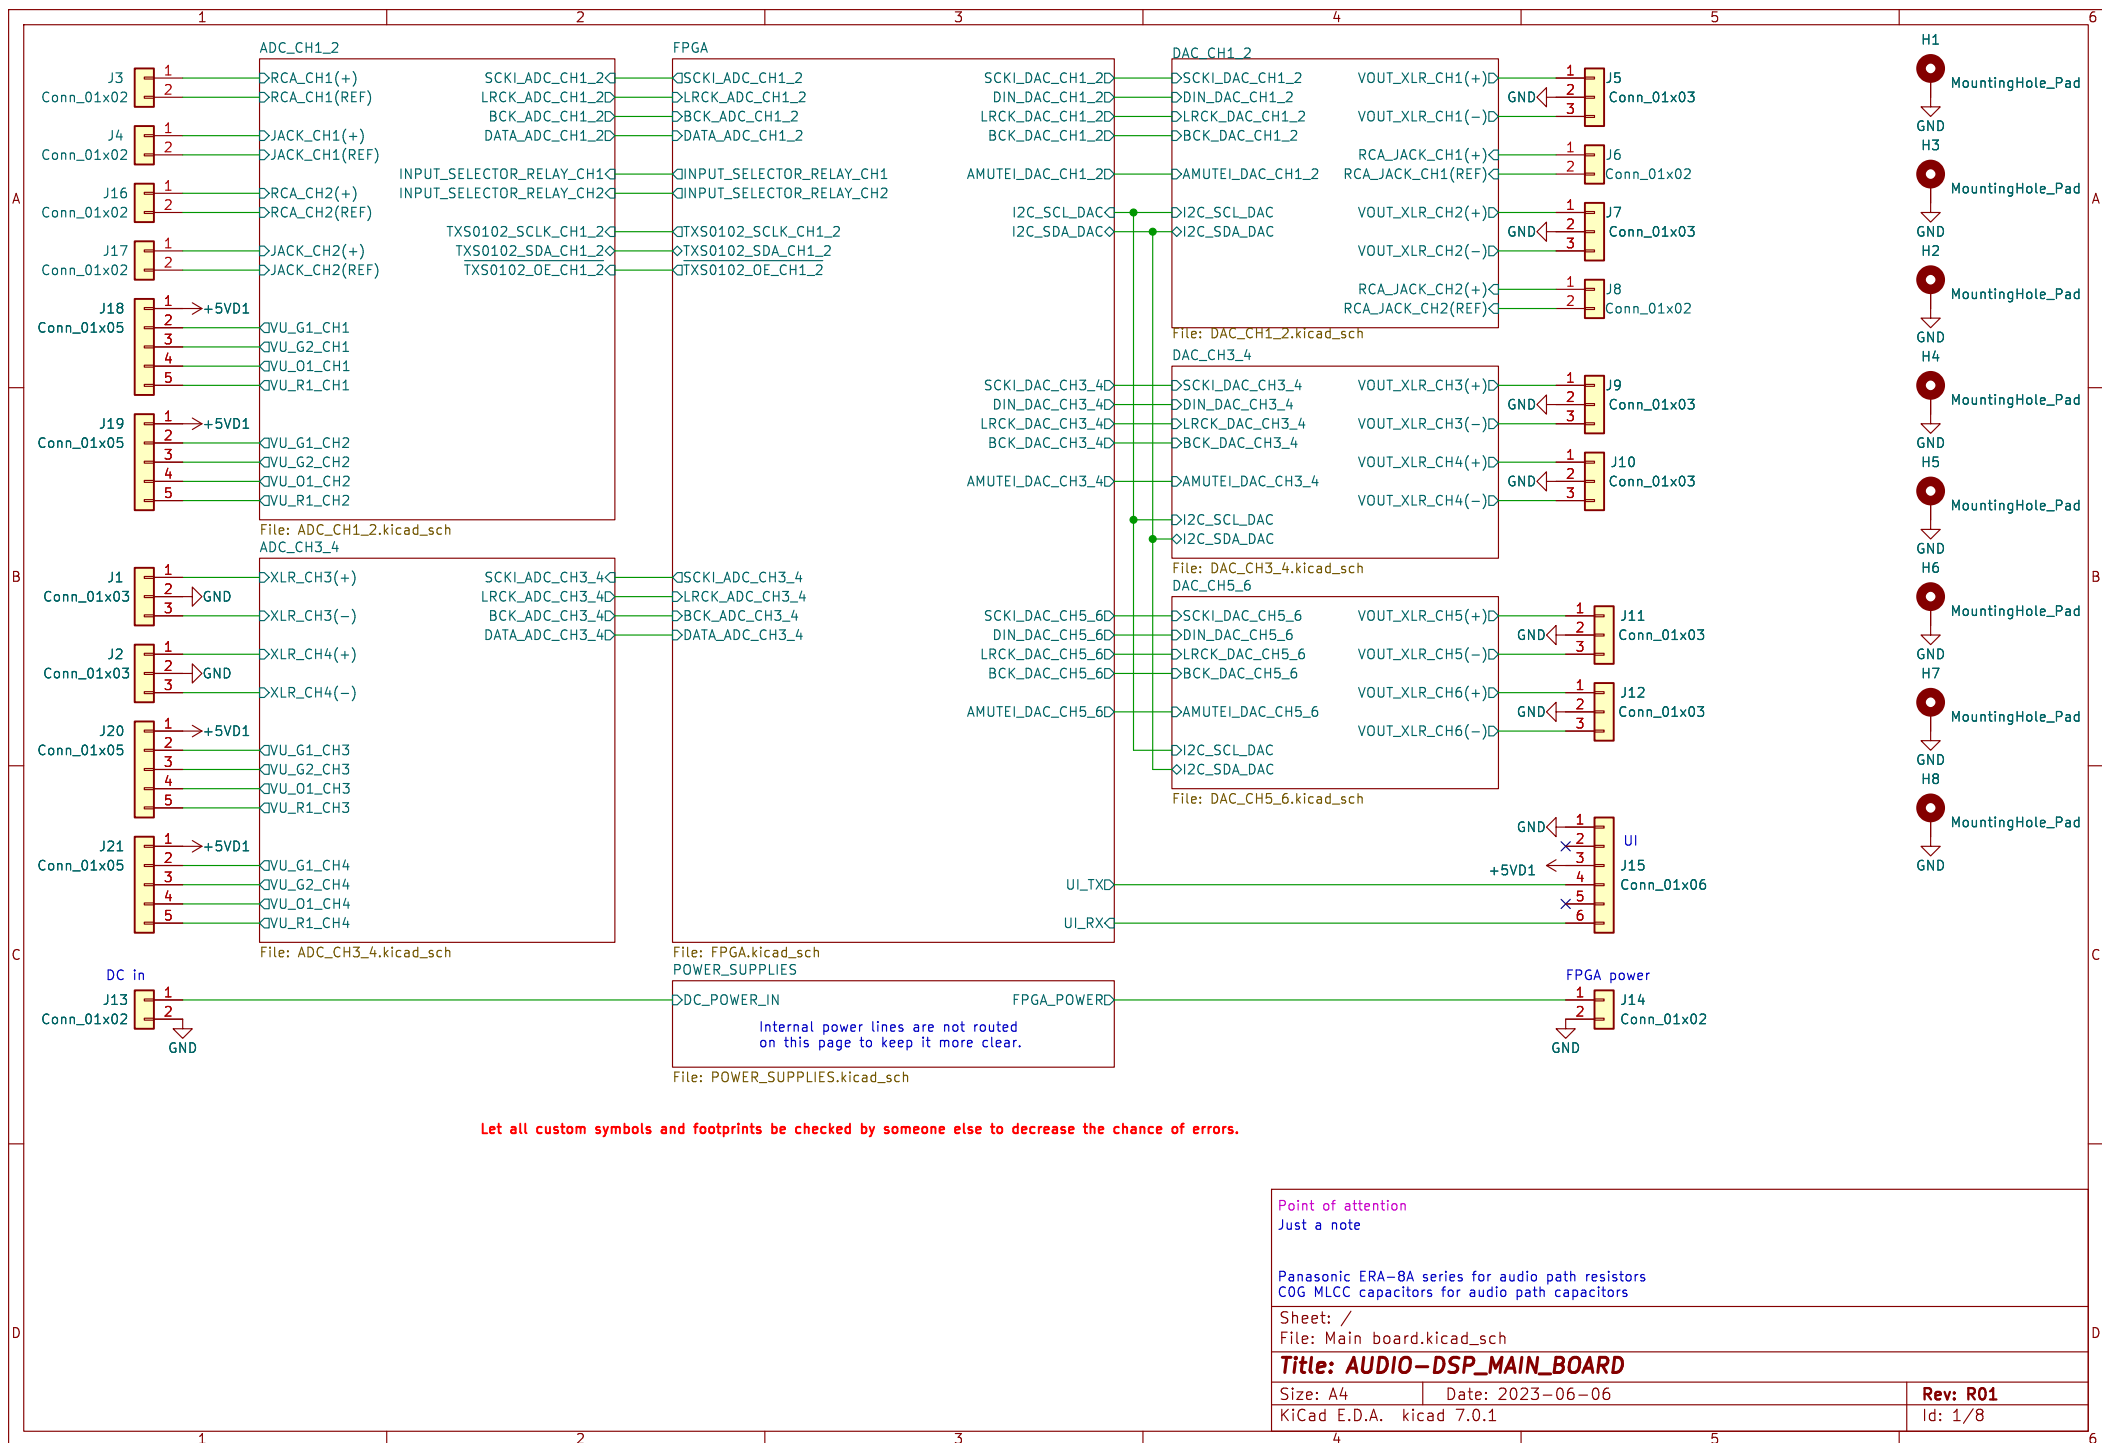 1 2 3 4 5 6
A
B
C
D
A
B
C
D
1 2 3 4 5 6
J3
Conn_01x02
1
2
J4
Conn_01x02
1
2
J16
Conn_01x02
1
2
J17
Conn_01x02
1
2
J18
Conn_01x05
1
2
3
4
5
+5VD1
J19
Conn_01x05
1
2
3
4
5
+5VD1
J1
Conn_01x03
1
2
3
GND
J2
Conn_01x03
1
2
3
GND
J20
Conn_01x05
1
2
3
4
5
+5VD1
J21
Conn_01x05
1
2
3
4
5
+5VD1
DC in
J13
Conn_01x02
1
2
GND
ADC_CH1_2
RCA_CH1(+)
RCA_CH1(REF)
JACK_CH1(+)
JACK_CH1(REF)
RCA_CH2(+)
RCA_CH2(REF)
JACK_CH2(+)
JACK_CH2(REF)
VU_G1_CH1
VU_G2_CH1
VU_O1_CH1
VU_R1_CH1
VU_G1_CH2
VU_G2_CH2
VU_O1_CH2
VU_R1_CH2
SCKI_ADC_CH1_2
LRCK_ADC_CH1_2
BCK_ADC_CH1_2
DATA_ADC_CH1_2
INPUT_SELECTOR_RELAY_CH1
INPUT_SELECTOR_RELAY_CH2
TXS0102_SCLK_CH1_2
TXS0102_SDA_CH1_2
TXS0102_OE_CH1_2
File: ADC_CH1_2.kicad_sch
ADC_CH3_4
XLR_CH3(+)
XLR_CH3(-)
XLR_CH4(+)
XLR_CH4(-)
VU_G1_CH3
VU_G2_CH3
VU_O1_CH3
VU_R1_CH3
VU_G1_CH4
VU_G2_CH4
VU_O1_CH4
VU_R1_CH4
SCKI_ADC_CH3_4
LRCK_ADC_CH3_4
BCK_ADC_CH3_4
DATA_ADC_CH3_4
File: ADC_CH3_4.kicad_sch
FPGA
SCKI_ADC_CH1_2
LRCK_ADC_CH1_2
BCK_ADC_CH1_2
DATA_ADC_CH1_2
INPUT_SELECTOR_RELAY_CH1
INPUT_SELECTOR_RELAY_CH2
TXS0102_SCLK_CH1_2
TXS0102_SDA_CH1_2
TXS0102_OE_CH1_2
SCKI_ADC_CH3_4
LRCK_ADC_CH3_4
BCK_ADC_CH3_4
DATA_ADC_CH3_4
SCKI_DAC_CH1_2
DIN_DAC_CH1_2
LRCK_DAC_CH1_2
BCK_DAC_CH1_2
AMUTEI_DAC_CH1_2
I2C_SCL_DAC
I2C_SDA_DAC
SCKI_DAC_CH3_4
DIN_DAC_CH3_4
LRCK_DAC_CH3_4
BCK_DAC_CH3_4
AMUTEI_DAC_CH3_4
SCKI_DAC_CH5_6
DIN_DAC_CH5_6
LRCK_DAC_CH5_6
BCK_DAC_CH5_6
AMUTEI_DAC_CH5_6
UI_TX
UI_RX
File: FPGA.kicad_sch
POWER_SUPPLIES
DC_POWER_IN
FPGA_POWER
Internal power lines are not routed
on this page to keep it more clear.
File: POWER_SUPPLIES.kicad_sch
DAC_CH1_2
SCKI_DAC_CH1_2
DIN_DAC_CH1_2
LRCK_DAC_CH1_2
BCK_DAC_CH1_2
AMUTEI_DAC_CH1_2
I2C_SCL_DAC
I2C_SDA_DAC
VOUT_XLR_CH1(+)
VOUT_XLR_CH1(-)
RCA_JACK_CH1(+)
RCA_JACK_CH1(REF)
VOUT_XLR_CH2(+)
VOUT_XLR_CH2(-)
RCA_JACK_CH2(+)
RCA_JACK_CH2(REF)
File: DAC_CH1_2.kicad_sch
DAC_CH3_4
SCKI_DAC_CH3_4
DIN_DAC_CH3_4
LRCK_DAC_CH3_4
BCK_DAC_CH3_4
AMUTEI_DAC_CH3_4
I2C_SCL_DAC
I2C_SDA_DAC
VOUT_XLR_CH3(+)
VOUT_XLR_CH3(-)
VOUT_XLR_CH4(+)
VOUT_XLR_CH4(-)
File: DAC_CH3_4.kicad_sch
DAC_CH5_6
SCKI_DAC_CH5_6
DIN_DAC_CH5_6
LRCK_DAC_CH5_6
BCK_DAC_CH5_6
AMUTEI_DAC_CH5_6
I2C_SCL_DAC
I2C_SDA_DAC
VOUT_XLR_CH5(+)
VOUT_XLR_CH5(-)
VOUT_XLR_CH6(+)
VOUT_XLR_CH6(-)
File: DAC_CH5_6.kicad_sch
GND
1
2
3
J5
Conn_01x03
1
2
J6
Conn_01x02
GND
1
2
3
J7
Conn_01x03
1
2
J8
Conn_01x02
GND
1
2
3
J9
Conn_01x03
GND
1
2
3
J10
Conn_01x03
GND
1
2
3
J11
Conn_01x03
GND
1
2
3
J12
Conn_01x03
GND
+5VD1
1
2
3
4
5
6
UI
J15
Conn_01x06
FPGA power
1
2
J14
Conn_01x02
GND
H1
MountingHole_Pad
GND
H3
MountingHole_Pad
GND
H2
MountingHole_Pad
GND
H4
MountingHole_Pad
GND
H5
MountingHole_Pad
GND
H6
MountingHole_Pad
GND
H7
MountingHole_Pad
GND
H8
MountingHole_Pad
GND
Let all custom symbols and footprints be checked by someone else to decrease the chance of errors.
Point of attention
Just a note
Panasonic ERA-8A series for audio path resistors
C0G MLCC capacitors for audio path capacitors
Sheet: /
File: Main board.kicad_sch
Title: AUDIO-DSP_MAIN_BOARD
Size: A4 Date: 2023-06-06 Rev: R01
KiCad E.D.A. kicad 7.0.1 Id: 1/8